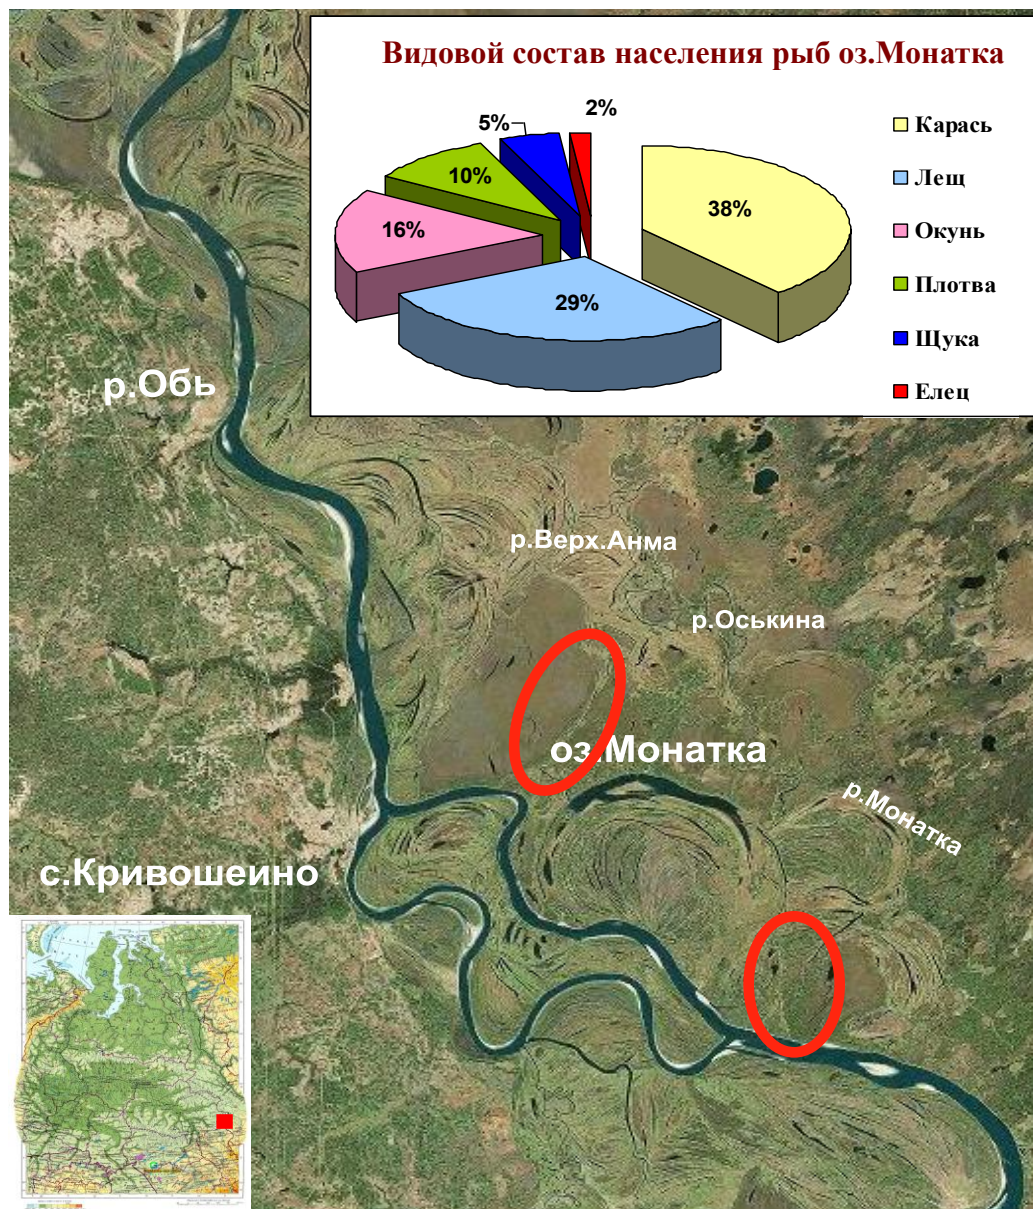 Видовой состав населения рыб оз.Монатка
2%
5%
10%
38%
16%
29%
Карась
Лещ
Окунь
Плотва
Щука
Елец
р.Обь
р.Верх.Анма
р.Оськина
оз.Монатка
р.Монатка
с.Кривошеино